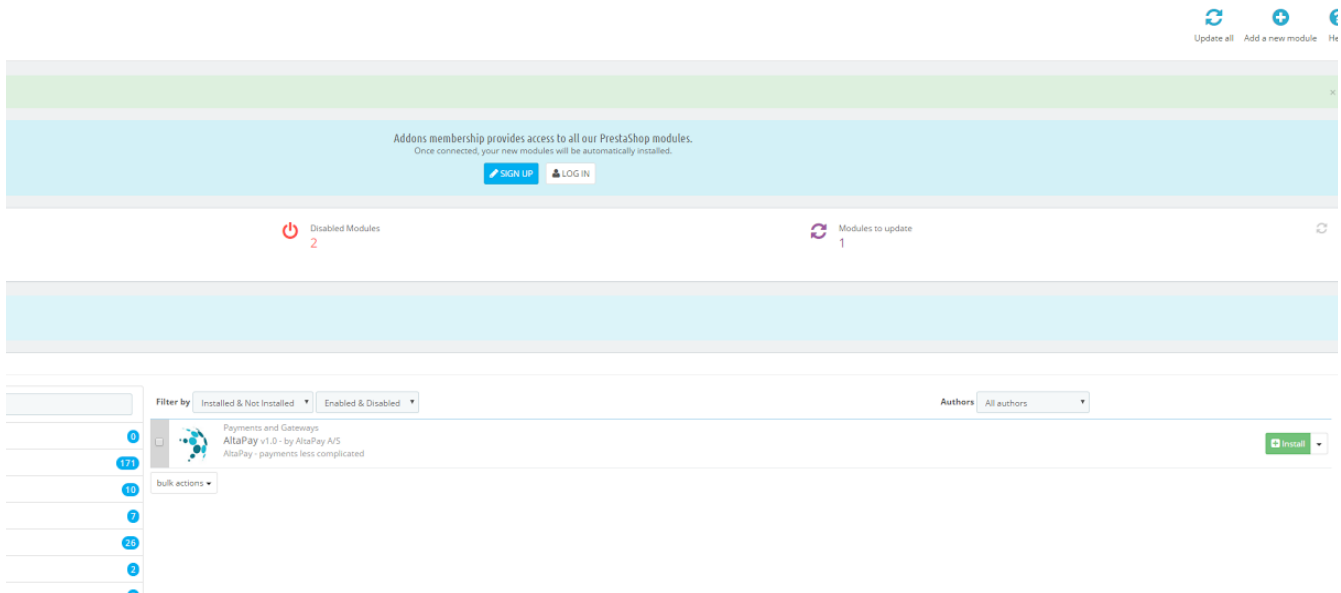 Update all
Add a new module
×
Addons membership provides access to all our PrestaShop modules.
Once connected, your new modules will be automatically installed.
SIGN UP
LOG IN
Disabled Modules
2
Modules to update
1
Filter by
Installed & Not Installed
Enabled & Disabled
Authors
All authors
0
171
10
7
26
2
Payments and Gateways
AltaPay v1.0 - by AltaPay A/S
AltaPay - payments less complicated
Install
bulk actions